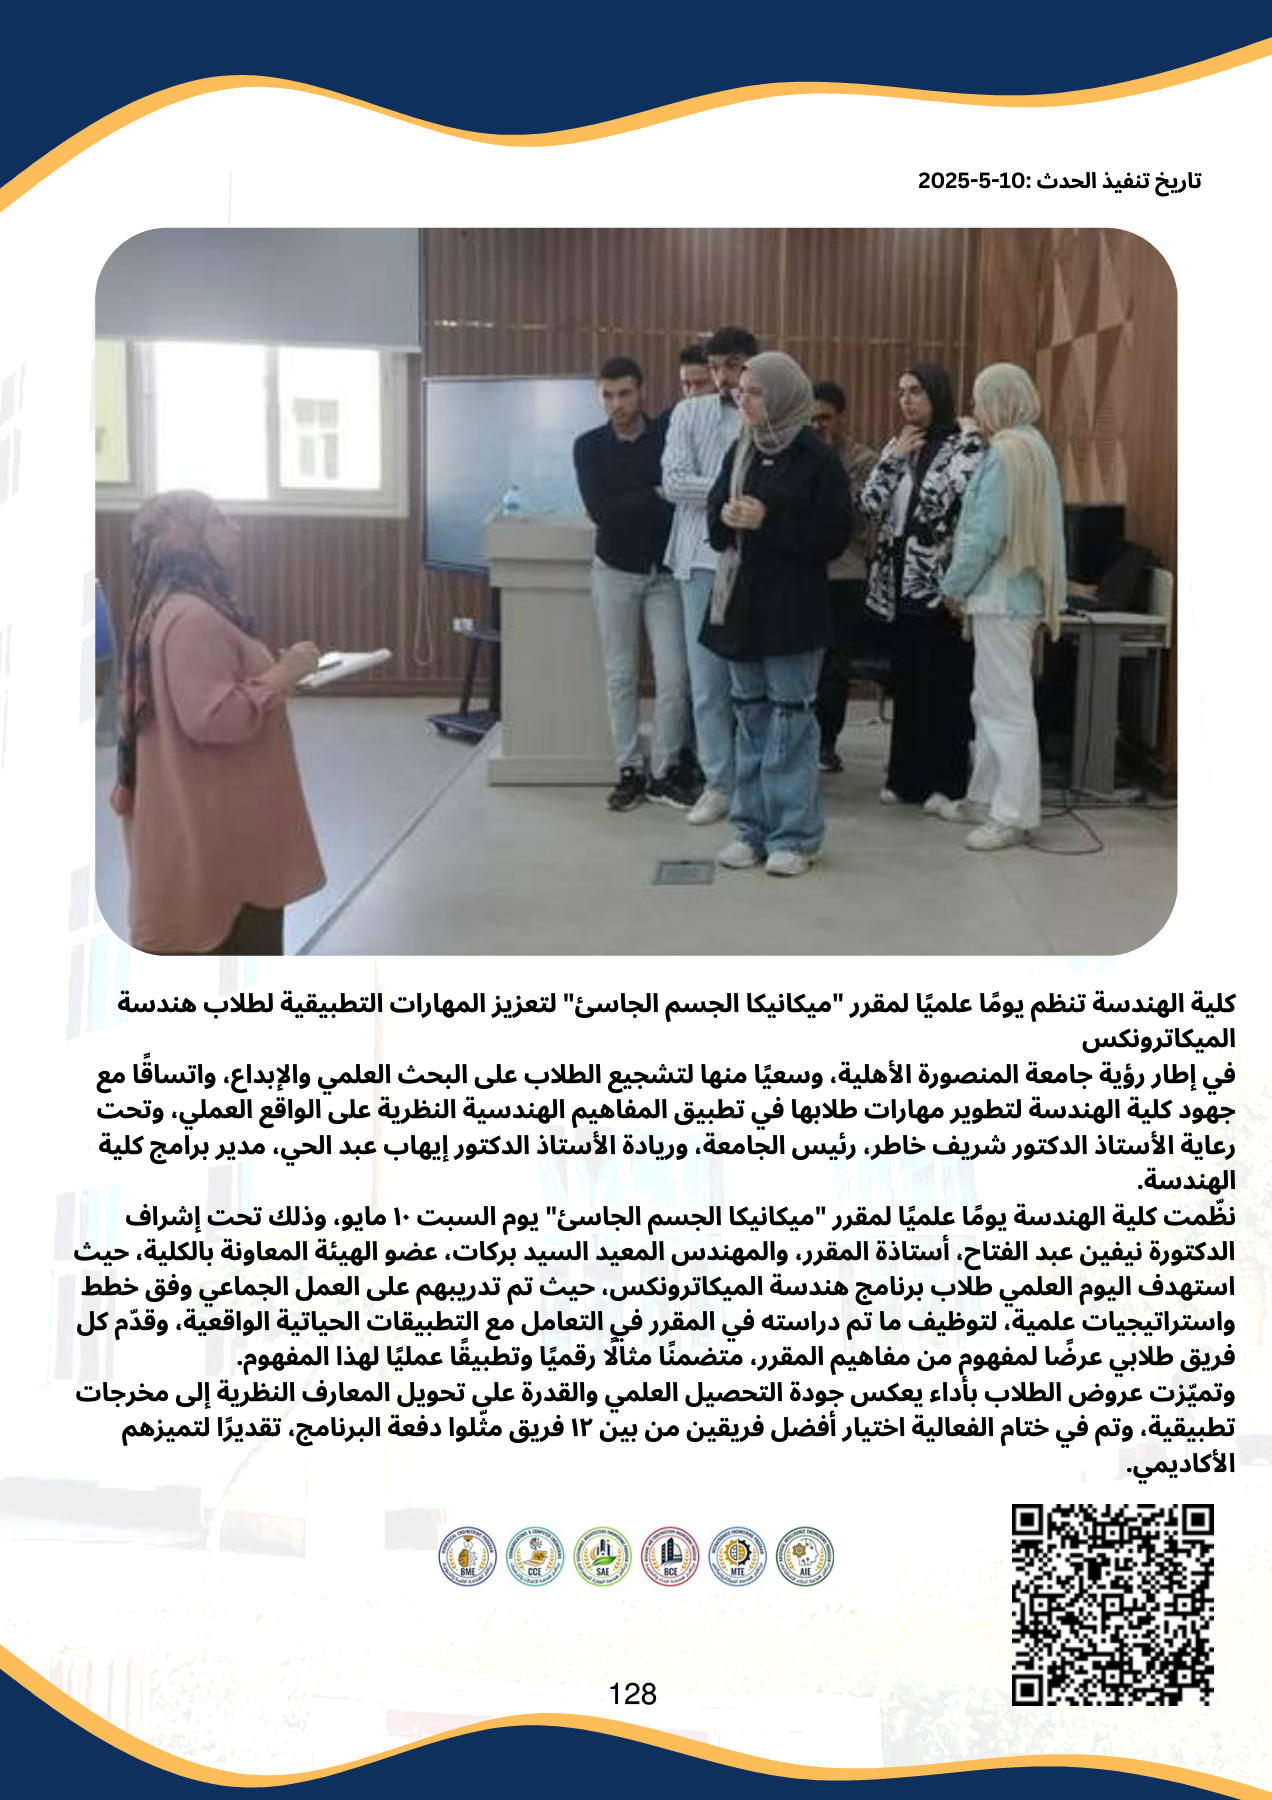 تاريخ تنفيذ الحدث :10-5-2025
كلية الهندسة تنظم يومًا علميًا لمقرر "ميكانيكا الجسم الجاسئ" لتعزيز المهارات التطبيقية لطلاب هندسة
الميكاترونكس
في إطار رؤية جامعة المنصورة الأهلية، وسعيًا منها لتشجيع الطلاب على البحث العلمي والإبداع، واتساقًا مع
جهود كلية الهندسة لتطوير مهارات طلابها في تطبيق المفاهيم الهندسية النظرية على الواقع العملي، وتحت
رعاية الأستاذ الدكتور شريف خاطر، رئيس الجامعة، وريادة الأستاذ الدكتور إيهاب عبد الحي، مدير برامج كلية
الهندسة.
نظّمت كلية الهندسة يومًا علميًا لمقرر "ميكانيكا الجسم الجاسئ" يوم السبت ١٠ مايو، وذلك تحت إشراف
الدكتورة نيفين عبد الفتاح، أستاذة المقرر، والمهندس المعيد السيد بركات، عضو الهيئة المعاونة بالكلية، حيث
استهدف اليوم العلمي طلاب برنامج هندسة الميكاترونكس، حيث تم تدريبهم على العمل الجماعي وفق خطط
واستراتيجيات علمية، لتوظيف ما تم دراسته في المقرر في التعامل مع التطبيقات الحياتية الواقعية، وقدّم كل
فريق طلابي عرضًا لمفهوم من مفاهيم المقرر، متضمنًا مثالًا رقميًا وتطبيقًا عمليًا لهذا المفهوم.
وتميّزت عروض الطلاب بأداء يعكس جودة التحصيل العلمي والقدرة على تحويل المعارف النظرية إلى مخرجات
تطبيقية، وتم في ختام الفعالية اختيار أفضل فريقين من بين ١٢ فريق مثّلوا دفعة البرنامج، تقديرًا لتميزهم
الأكاديمي.
BME CCE SAE BCE MTE AIE
128